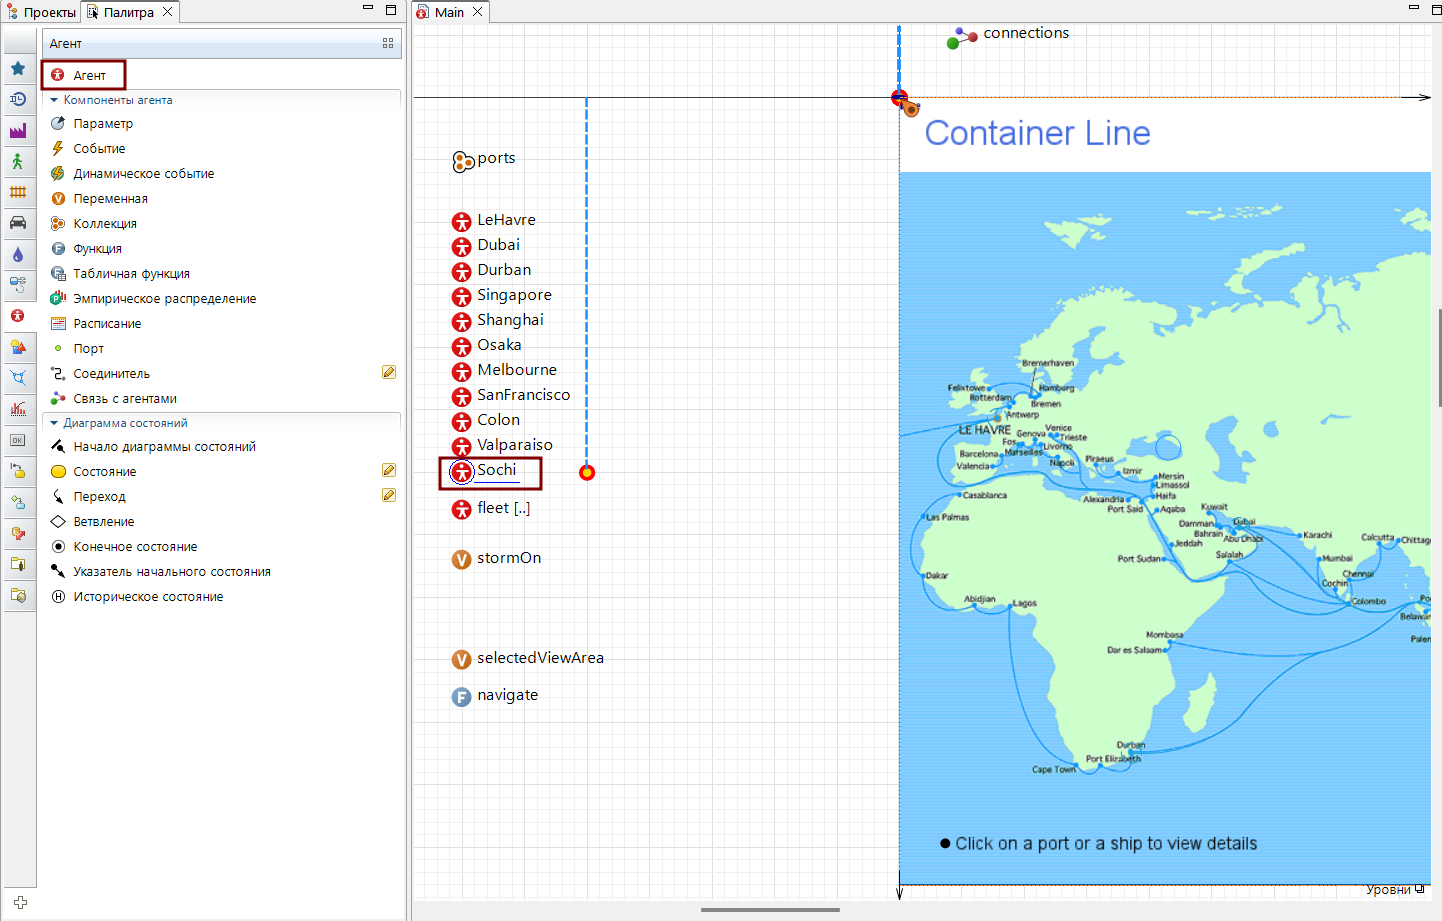 Проекты
Палитра
Main
Агент
Агент
Компоненты агента
Параметр
Событие
Динамическое событие
Переменная
Коллекция
Функция
Табличная функция
Эмпирическое распределение
Расписание
Порт
Соединитель
Связь с агентами
Диаграмма состояний
Начало диаграммы состояний
Состояние
Переход
Ветвление
Конечное состояние
Указатель начального состояния
Историческое состояние
OK
connections
ports
LeHavre
Dubai
Durban
Singapore
Shanghai
Osaka
Melbourne
SanFrancisco
Colon
Valparaiso
Sochi
fleet [..]
stormOn
selectedViewArea
navigate
Container Line
Bremerhaven
Felixtowe
Hamburg
Rotterdam
Bremen
Antwerp
LE HAVRE
Genova
Venice
Trieste
Fos
Livorno
Barcelona
Marseilles
Valencia
Napoli
Piraeus
Izmir
Mersin
Limassol
Casablanca
Alexandria
Haifa
Port Said
Aqaba
Kuwait
Las Palmas
Damman
Dubai
Bahrain
Abu Dhabi
Karachi
Calcutta
Chittag
Jeddah
Port Sudan
Salalah
Mumbai
Dakar
Chennai
Cochin
Abidjian
Lagos
Colombo
Po
Belawan
Mombasa
Dar es Salaam
Palen
Durban
Port Elizabeth
Cape Town
Click on a port or a ship to view details
Уровни